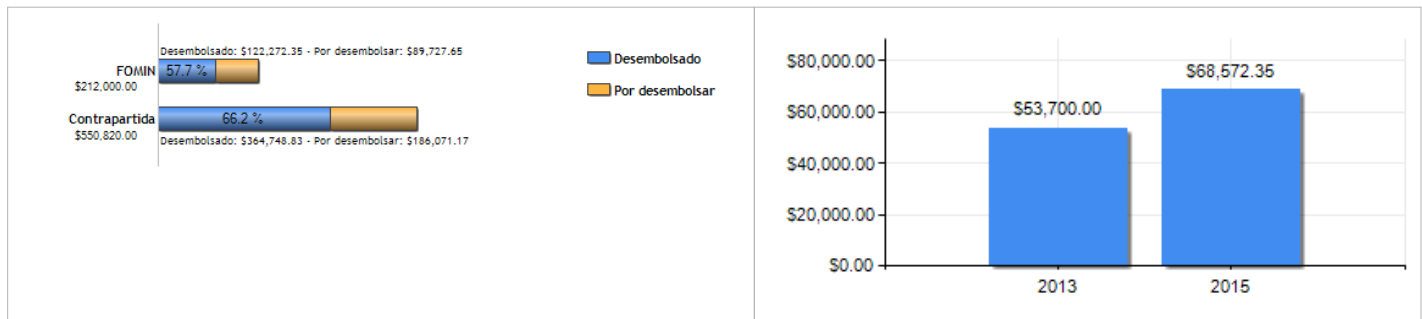 Desembolsado: $122,272.35 - Por desembolsar: $89,727.65
FOMIN
57.7 %
$212,000.00
Contrapartida
66.2 %
$550,820.00
Desembolsado: $364,748.83 - Por desembolsar: $186,071.17
Desembolsado
Por desembolsar
$80,000.00
$60,000.00
$40,000.00
$20,000.00
$0.00
$53,700.00
$68,572.35
2013
2015